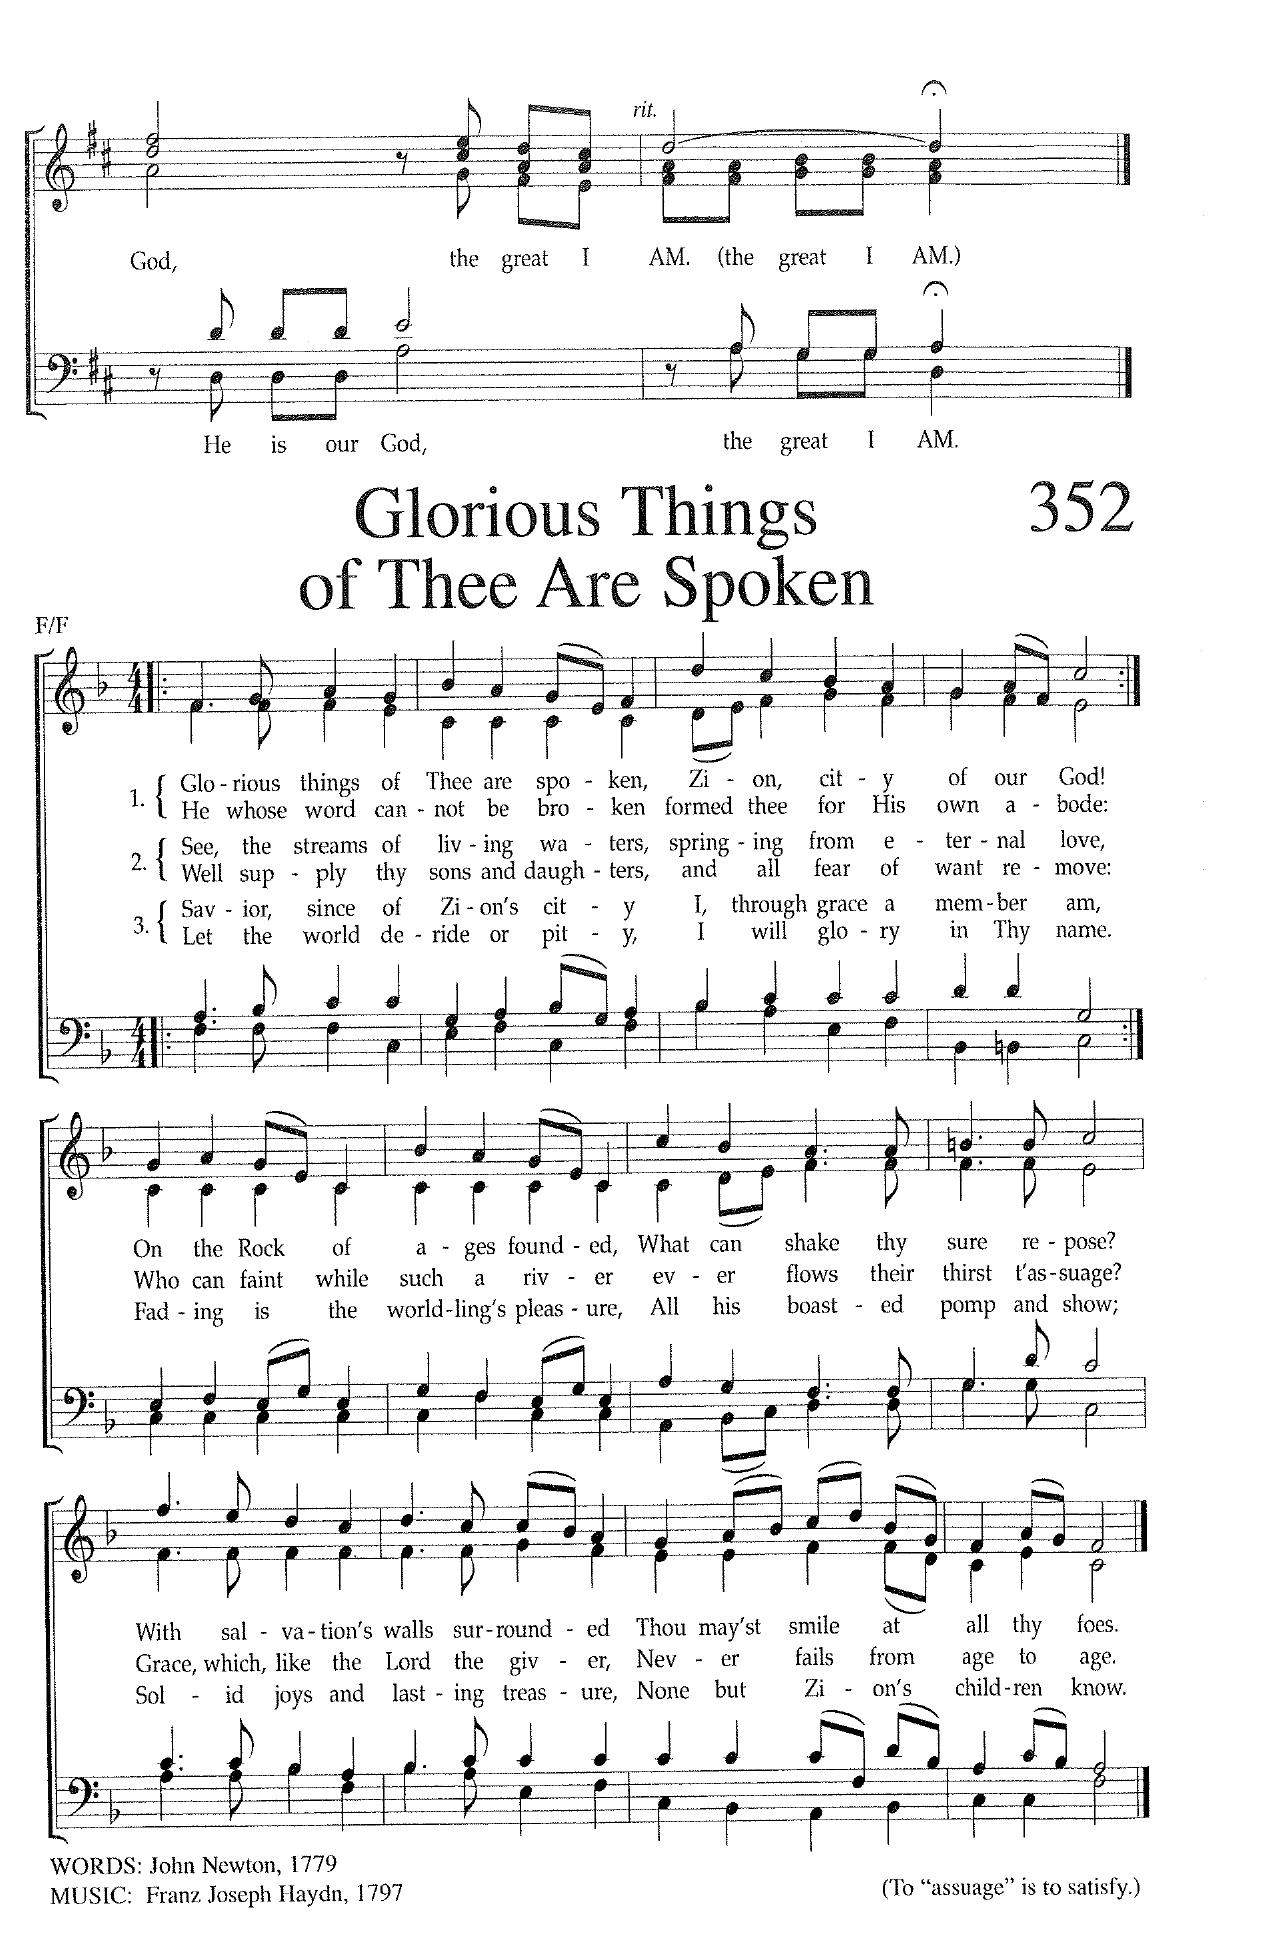 rit.
God, the great I AM. (the great I AM.)
He is our God, the great I AM.
Glorious Things 352
of Thee Are Spoken
F/F
1. { Glo - rious things of Thee are spo - ken, Zi - on, cit - y of our God!
He whose word can - not be bro - ken formed thee for His own a - bode:
2. { See, the streams of liv - ing wa - ters, spring - ing from e - ter - nal love,
Well sup - ply thy sons and daugh - ters, and all fear of want re - move:
3. { Sav - ior, since of Zi - on's cit - y I, through grace a mem - ber am,
Let the world de - ride or pit - y, I will glo - ry in Thy name.
On the Rock of a - ges found - ed, What can shake thy sure re - pose?
Who can faint while such a riv - er ev - er flows their thirst t'as - suage?
Fad - ing is the world - ling's pleas - ure, All his boast - ed pomp and show;
With sal - va - tion's walls sur - round - ed Thou may'st smile at all thy foes.
Grace, which, like the Lord the giv - er, Nev - er fails from age to age.
Sol - id joys and last - ing treas - ure, None but Zi - on's child - ren know.
WORDS: John Newton, 1779
MUSIC: Franz Joseph Haydn, 1797
(To “assuage” is to satisfy.)